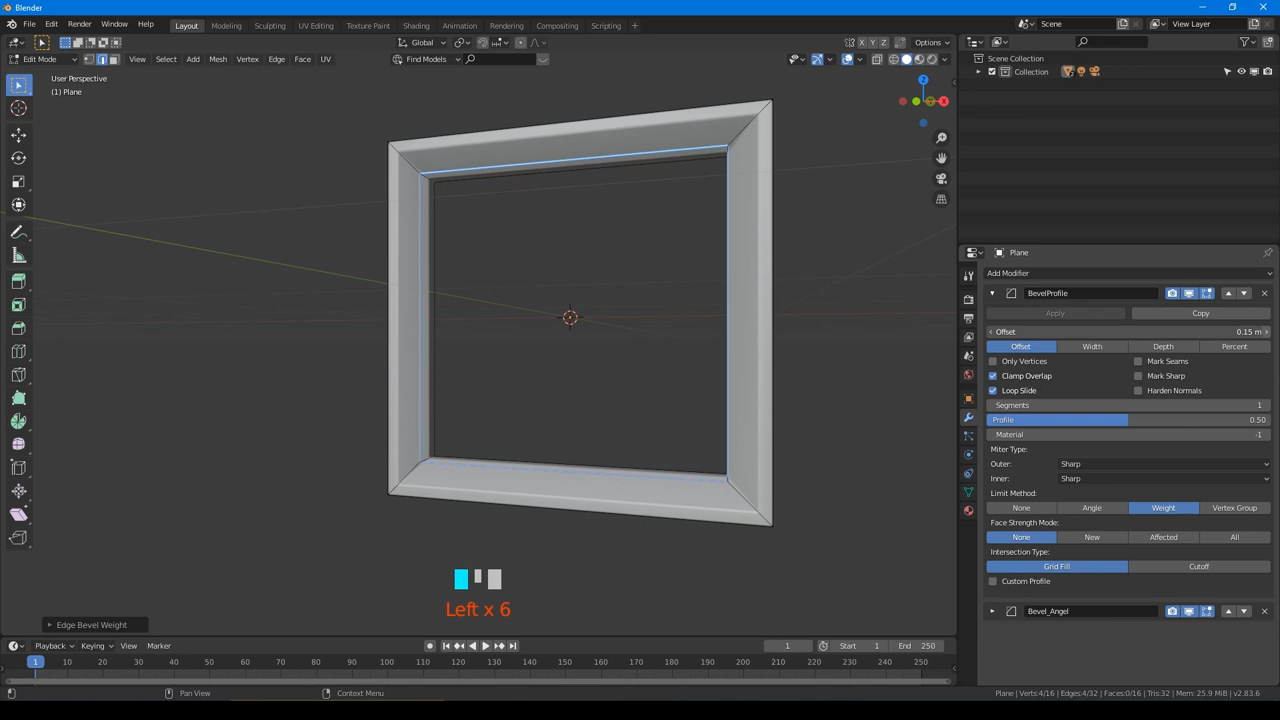 Blender
File Edit Render Window Help Layout Modeling Sculpting UV Editing Texture Paint Shading Animation Rendering Compositing Scripting + Scene View Layer
Global X Y Z Options
Edit Mode View Select Add Mesh Vertex Edge Face UV Find Models
User Perspective
(1) Plane
Z
X
Scene Collection
Collection
Plane
Add Modifier
BevelProfile
Apply Copy
Offset 0.15 m
Offset Width Depth Percent
Only Vertices Mark Seams
Clamp Overlap Mark Sharp
Loop Slide Harden Normals
Segments 1
Profile 0.50
Material -1
Miter Type:
Outer: Sharp
Inner: Sharp
Limit Method:
None Angle Weight Vertex Group
Face Strength Mode:
None New Affected All
Intersection Type:
Grid Fill Cutoff
Custom Profile
Bevel_Angel
Left x 6
Edge Bevel Weight
Playback Keying View Marker 1 Start 1 End 250
1 10 20 30 40 50 60 70 80 90 100 110 120 130 140 150 160 170 180 190 200 210 220 230 240 250
Pan View Context Menu Plane | Verts:4/16 | Edges:4/32 | Faces:0/16 | Tris:32 | Mem: 25.9 MiB | v2.83.6